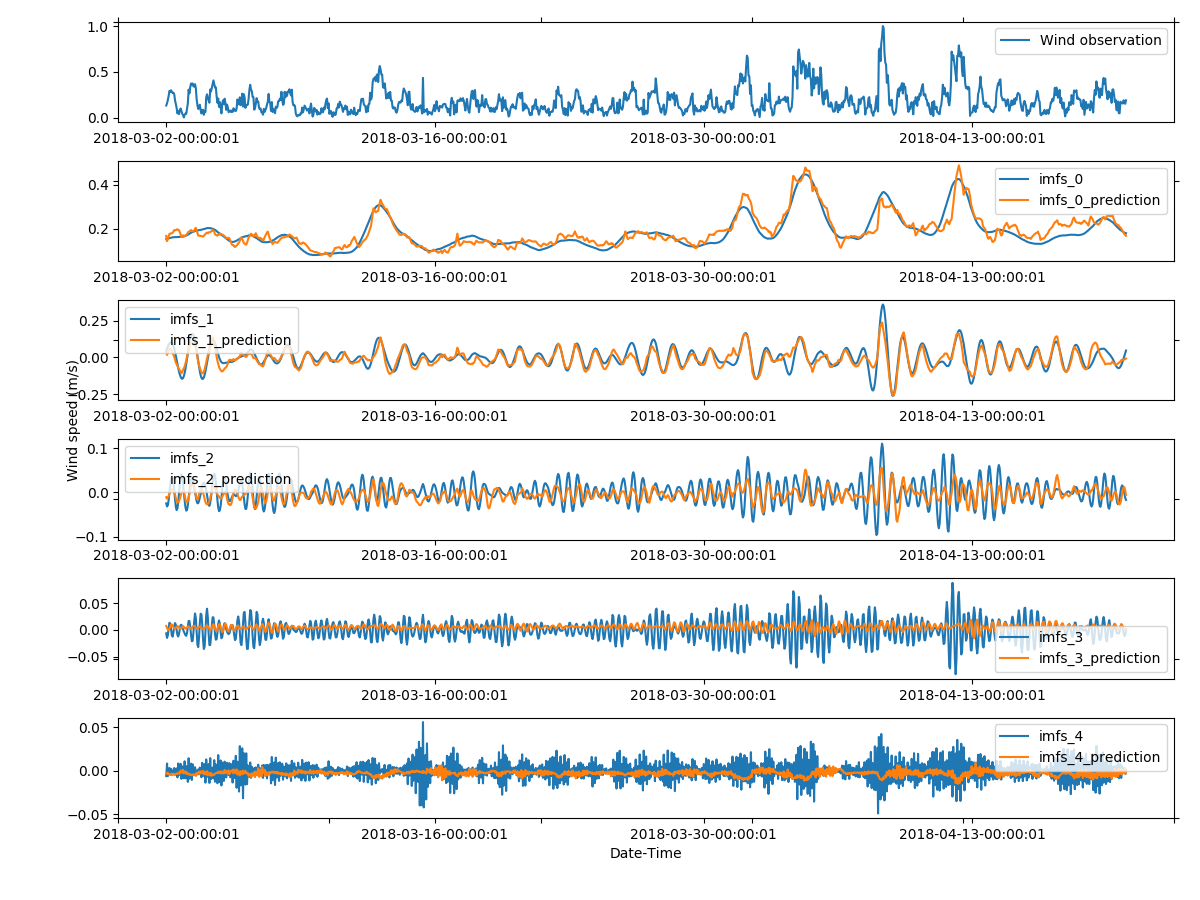 1.0
0.5
0.0
Wind observation
2018-03-02-00:00:01 2018-03-16-00:00:01 2018-03-30-00:00:01 2018-04-13-00:00:01
0.4
0.2
imfs_0
imfs_0_prediction
2018-03-02-00:00:01 2018-03-16-00:00:01 2018-03-30-00:00:01 2018-04-13-00:00:01
0.25
0.00
−0.25
imfs_1
imfs_1_prediction
2018-03-02-00:00:01 2018-03-16-00:00:01 2018-03-30-00:00:01 2018-04-13-00:00:01
Wind speed (m/s)
0.1
0.0
−0.1
imfs_2
imfs_2_prediction
2018-03-02-00:00:01 2018-03-16-00:00:01 2018-03-30-00:00:01 2018-04-13-00:00:01
0.05
0.00
−0.05
imfs_3
imfs_3_prediction
2018-03-02-00:00:01 2018-03-16-00:00:01 2018-03-30-00:00:01 2018-04-13-00:00:01
0.05
0.00
−0.05
imfs_4
imfs_4_prediction
2018-03-02-00:00:01 2018-03-16-00:00:01 2018-03-30-00:00:01 2018-04-13-00:00:01
Date-Time